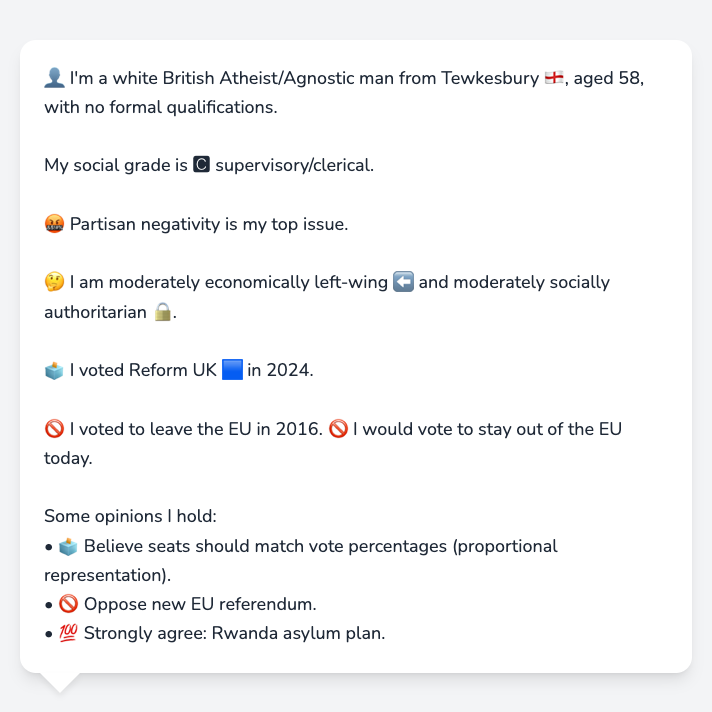 👤 I'm a white British Atheist/Agnostic man from Tewkesbury 🏴󠁧󠁢󠁥󠁮󠁧󠁿, aged 58,
with no formal qualifications.
My social grade is 🅲 supervisory/clerical.
🤬 Partisan negativity is my top issue.
🤔 I am moderately economically left-wing ⬅️ and moderately socially
authoritarian 🔒.
🗳️ I voted Reform UK 🟦 in 2024.
🚫 I voted to leave the EU in 2016. 🚫 I would vote to stay out of the EU
today.
Some opinions I hold:
• 🗳️ Believe seats should match vote percentages (proportional
representation).
• 🚫 Oppose new EU referendum.
• 💯 Strongly agree: Rwanda asylum plan.